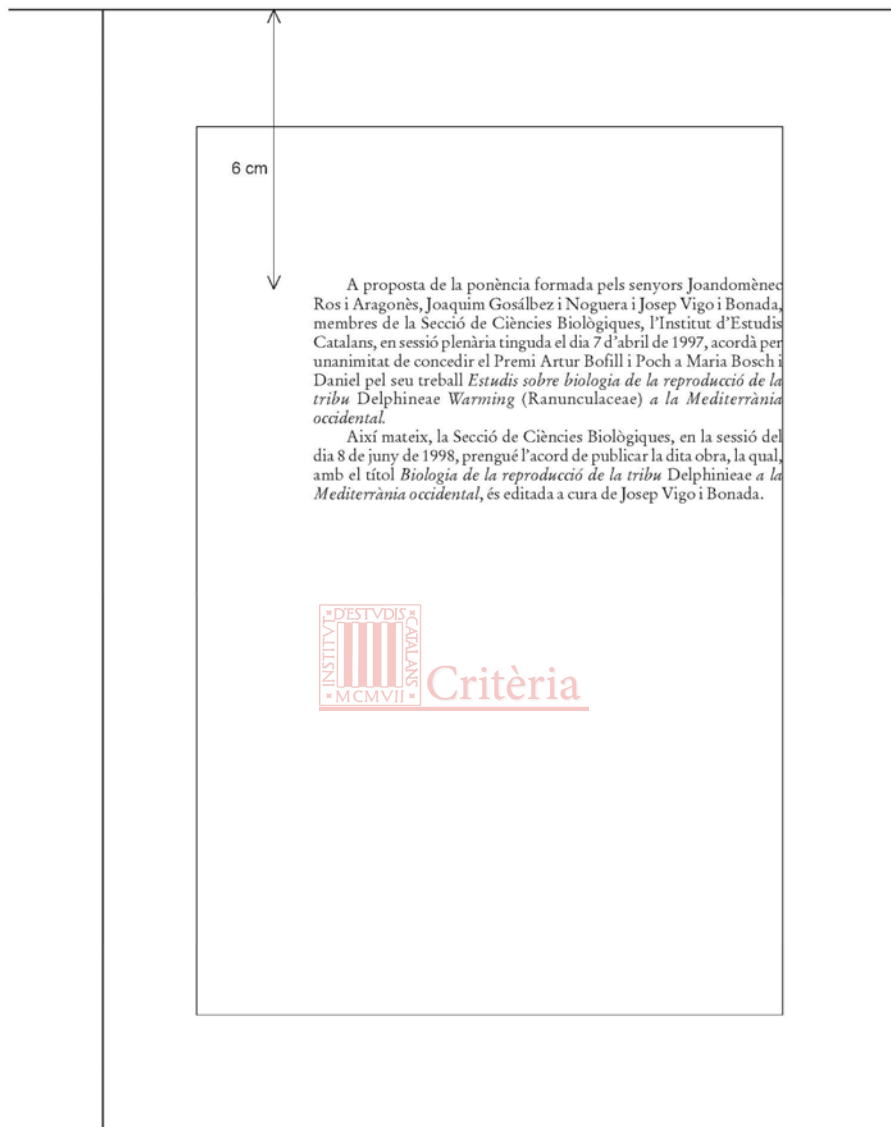 6 cm
A proposta de la ponència formada pels senyors Joandomènec
Ros i Aragonès, Joaquim Gosálbez i Noguera i Josep Vigo i Bonada,
membres de la Secció de Ciències Biològiques, l’Institut d’Estudis
Catalans, en sessió plenària tinguda el dia 7 d’abril de 1997, acordà per
unanimitat de concedir el Premi Artur Bofill i Poch a Maria Bosch i
Daniel pel seu treball Estudis sobre biologia de la reproducció de la
tribu Delphineae Warming (Ranunculaceae) a la Mediterrània
occidental.
Així mateix, la Secció de Ciències Biològiques, en la sessió del
dia 8 de juny de 1998, prengué l’acord de publicar la dita obra, la qual,
amb el títol Biologia de la reproducció de la tribu Delphinieae a la
Mediterrània occidental, és editada a cura de Josep Vigo i Bonada.
INSTITVT
D’ESTVDIS
CATALANS
MCMVII
Critèria